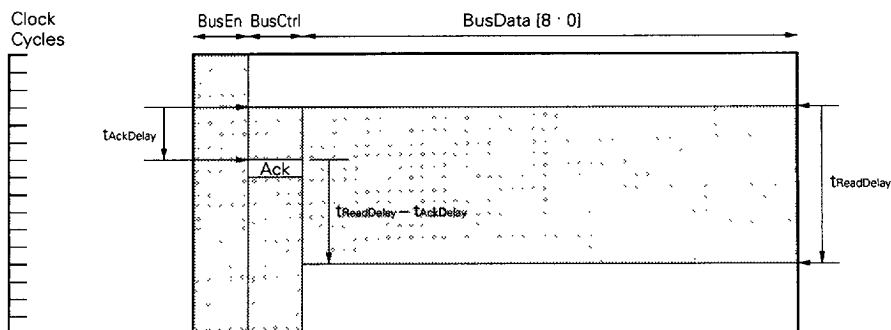 Clock
Cycles
BusEn BusCtrl BusData [8 : 0]
tAckDelay
Ack
tReadDelay — tAckDelay
tReadDelay